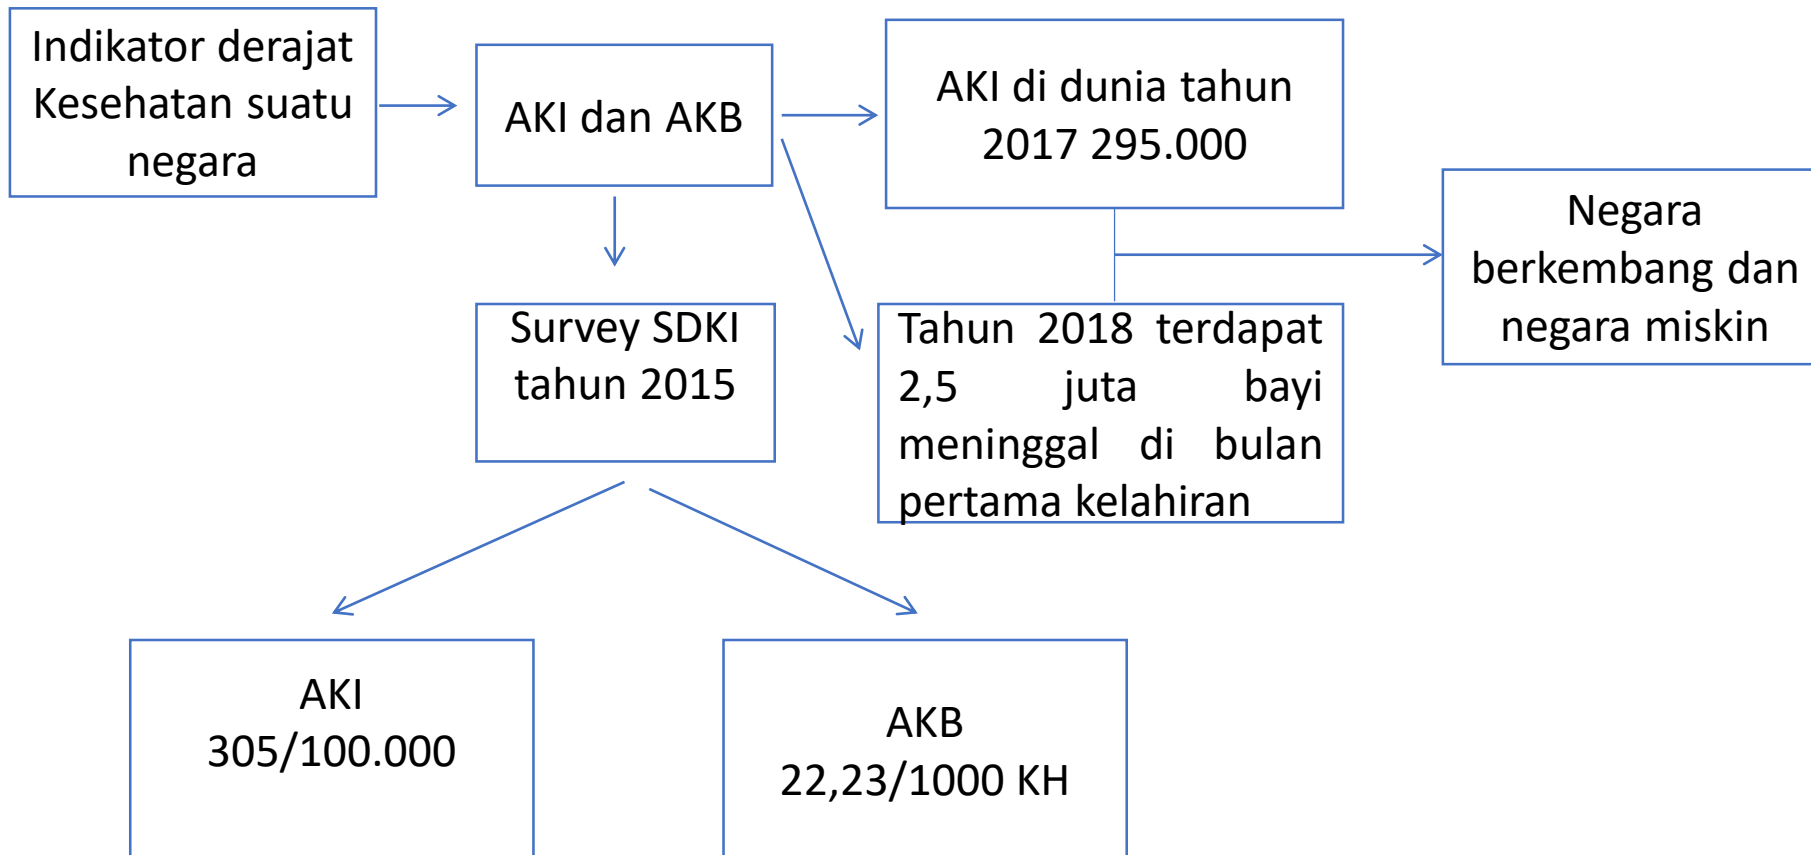 Indikator derajat
Kesehatan suatu
negara
AKI dan AKB
AKI di dunia tahun
2017 295.000
Negara
berkembang dan
negara miskin
Survey SDKI
tahun 2015
Tahun 2018 terdapat
2,5 juta bayi
meninggal di bulan
pertama kelahiran
AKI
305/100.000
AKB
22,23/1000 KH